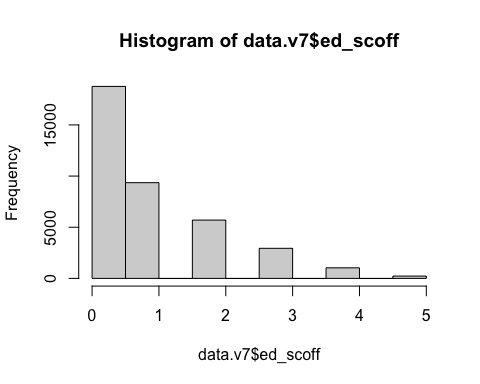 Histogram of data.v7$ed_scoff
Frequency
15000
5000
0
0 1 2 3 4 5
data.v7$ed_scoff